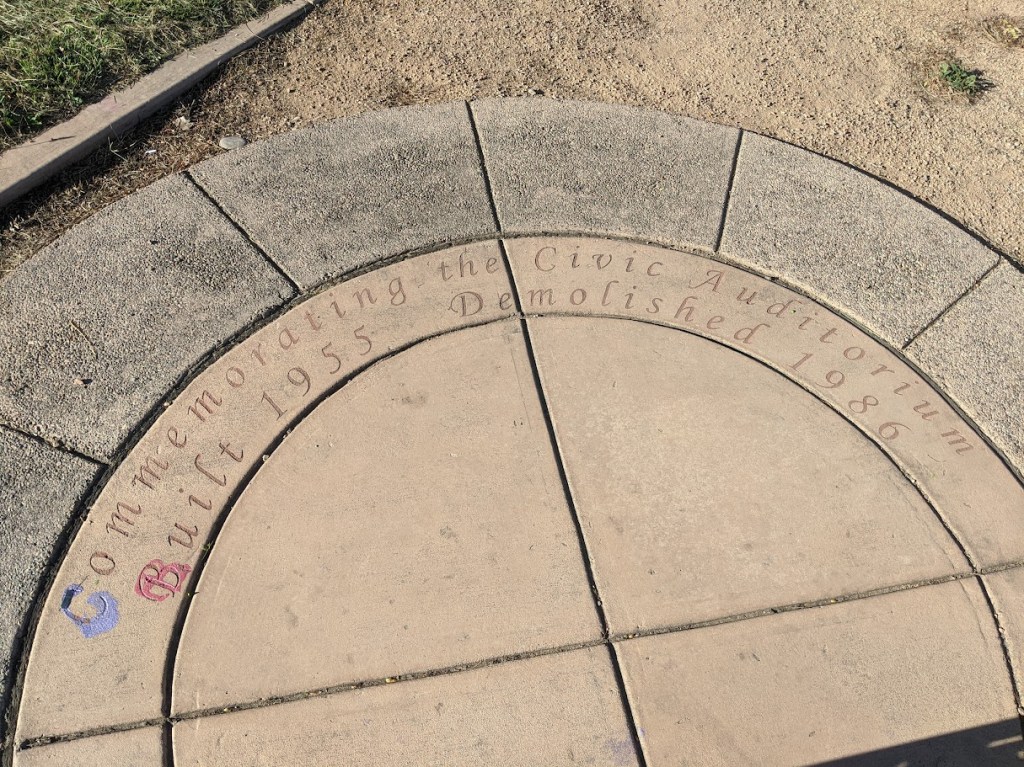 Commemorating the Civic Auditorium
Built 1955 Demolished 1986